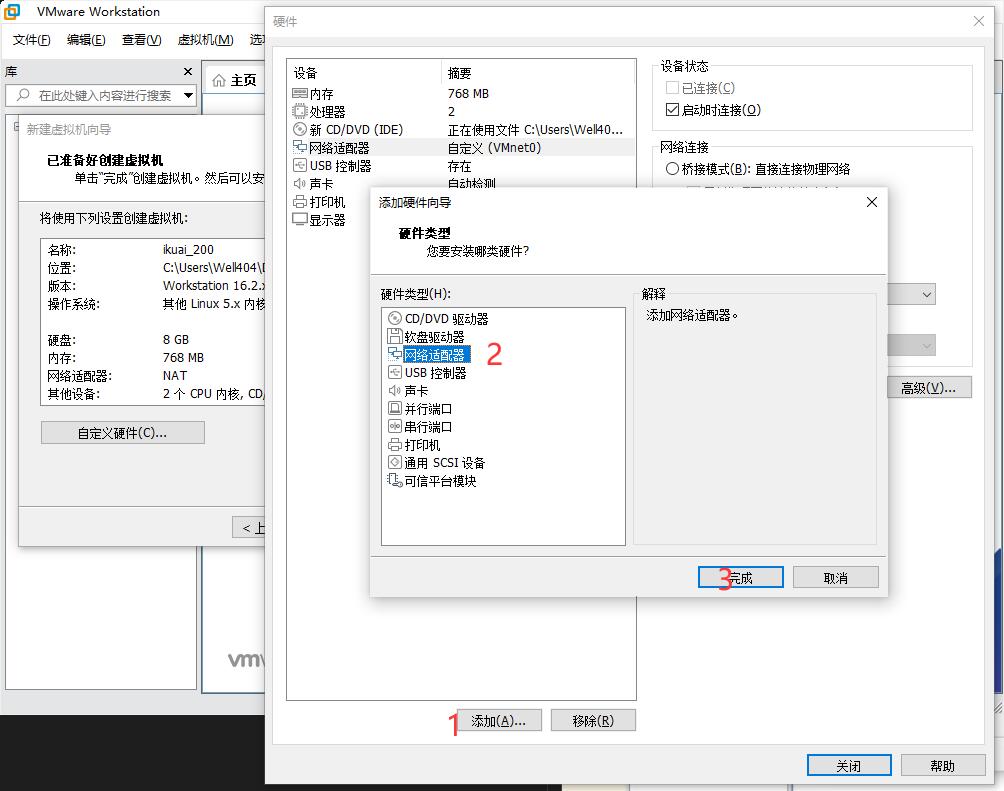 VMware Workstation
文件(F) 编辑(E) 查看(V) 虚拟机(M)
库
在此处键入内容进行搜索
主页
新建虚拟机向导
已准备好创建虚拟机
单击“完成”创建虚拟机。然后可以安
将使用下列设置创建虚拟机:
名称: ikuai_200
位置: C:\Users\Well404\
版本: Workstation 16.2.x
操作系统: 其他 Linux 5.x 内核
硬盘: 8 GB
内存: 768 MB
网络适配器: NAT
其他设备: 2 个 CPU 内核, CD/
自定义硬件(C)...
< 上
硬件
设备 摘要
内存 768 MB
处理器 2
新 CD/DVD (IDE) 正在使用文件 C:\Users\Well40...
网络适配器 自定义 (VMnet0)
USB 控制器 存在
声卡 自动检测
打印机
显示器
设备状态
已连接(C)
启动时连接(O)
网络连接
桥接模式(B): 直接连接物理网络
高级(V)...
添加硬件向导
硬件类型
您要安装哪类硬件?
硬件类型(H):
CD/DVD 驱动器
软盘驱动器
网络适配器 2
USB 控制器
声卡
并行端口
串行端口
打印机
通用 SCSI 设备
可信平台模块
解释
添加网络适配器。
3 完成 取消
1 添加(A)... 移除(R)
关闭 帮助